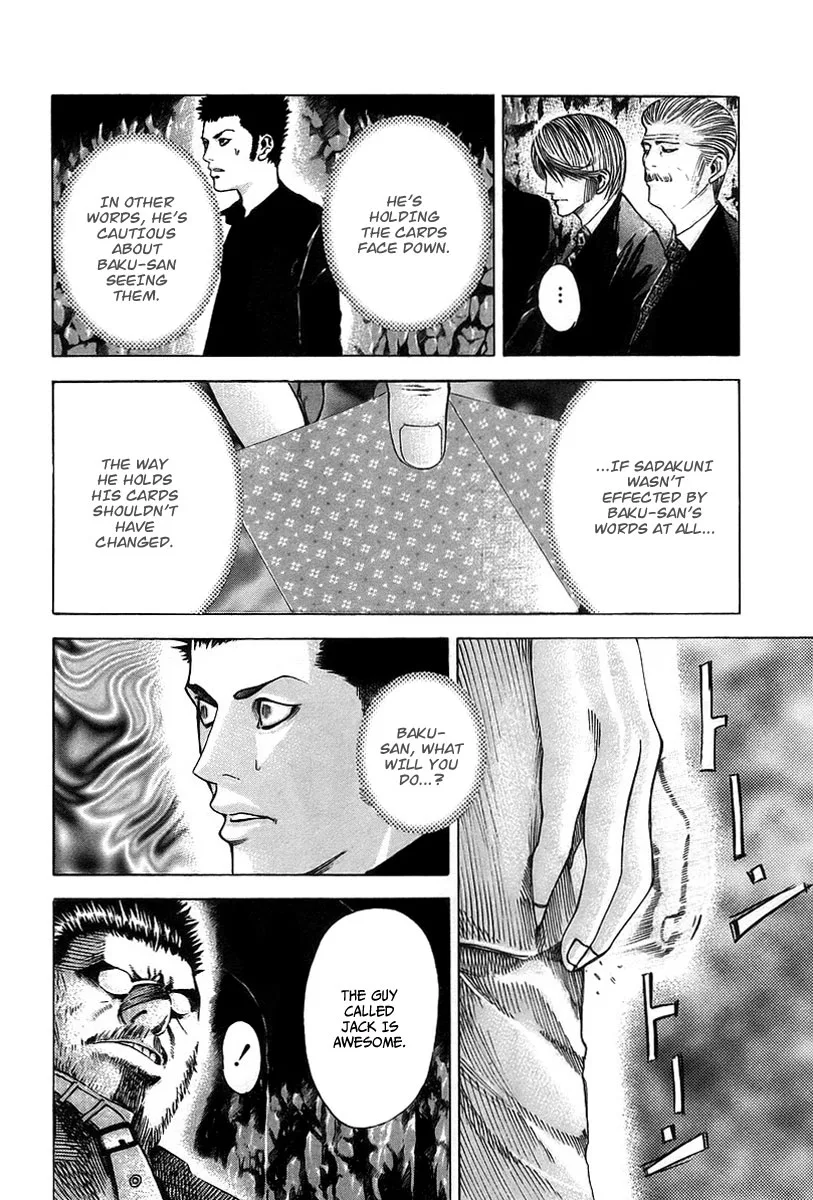 ...
HE'S
HOLDING
THE CARDS
FACE DOWN.
IN OTHER
WORDS, HE'S
CAUTIOUS
ABOUT
BAKU-SAN
SEEING
THEM.
...IF SADAKUNI
WASN'T
EFFECTED BY
BAKU-SAN'S
WORDS AT ALL...
THE WAY
HE HOLDS
HIS CARDS
SHOULDN'T
HAVE
CHANGED.
トーン
トーン
BAKU-
SAN, WHAT
WILL YOU
DO...?
THE GUY
CALLED
JACK IS
AWESOME.
!